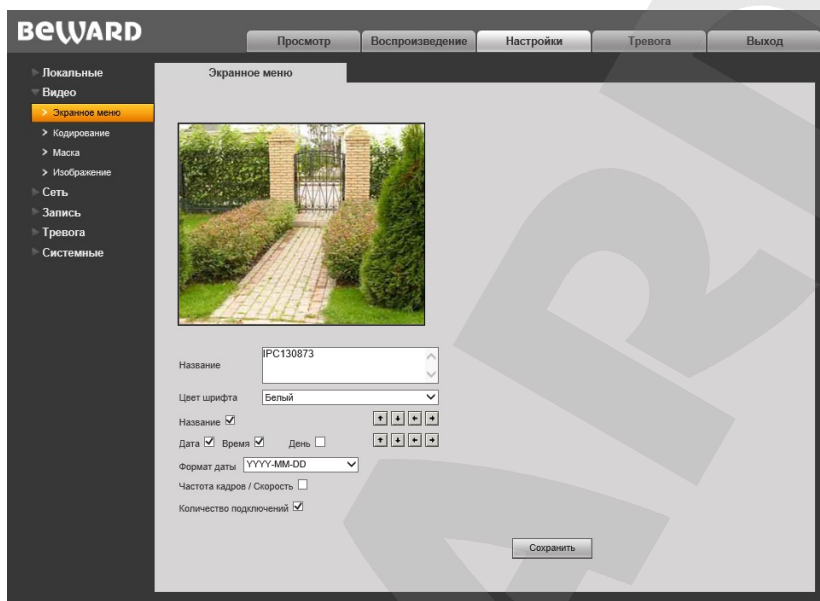 BEWARD
Просмотр Воспроизведение Настройки Тревога Выход
Локальные
Видео
Экранное меню
Кодирование
Маска
Изображение
Сеть
Запись
Тревога
Системные
Экранное меню
Название IPC130873
Цвет шрифта Белый
Название
Дата Время День
Формат даты YYYY-MM-DD
Частота кадров / Скорость
Количество подключений
Сохранить